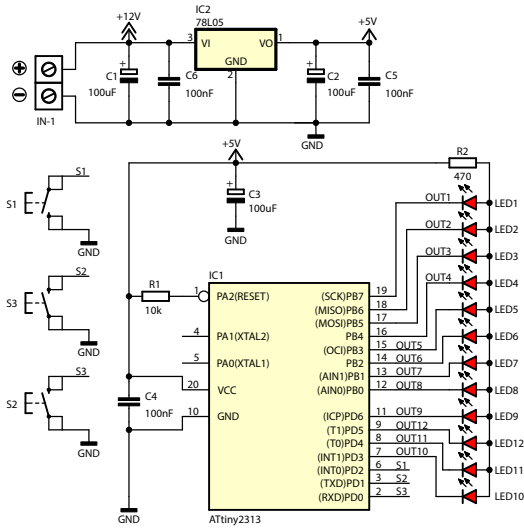 +12V
IC2
78L05
+5V
3 VI VO 1
GND
2
C1
100uF
C6
100nF
C2
100uF
C5
100nF
IN-1
GND
+5V
R2
470
S1
S1
GND
C3
100uF
GND
OUT1 LED1
OUT2 LED2
OUT3 LED3
OUT4 LED4
S2
S3
GND
R1
10k
IC1
1 PA2(RESET) (SCK)PB7 19
(MISO)PB6 18
(MOSI)PB5 17
4 PA1(XTAL2) PB4 16
(OCI)PB3 15 OUT5 LED5
5 PA0(XTAL1) PB2 14 OUT6 LED6
(AIN1)PB1 13 OUT7 LED7
20 VCC (AIN0)PB0 12 OUT8 LED8
S3
S2
GND
C4
100nF
10 GND (ICP)PD6 11 OUT9 LED9
(T1)PD5 9 OUT12 LED12
(T0)PD4 8 OUT11 LED11
(INT1)PD3 7 OUT10 LED10
(INT0)PD2 6 S1
(TXD)PD1 3 S2
(RXD)PD0 2 S3
GND
ATtiny2313